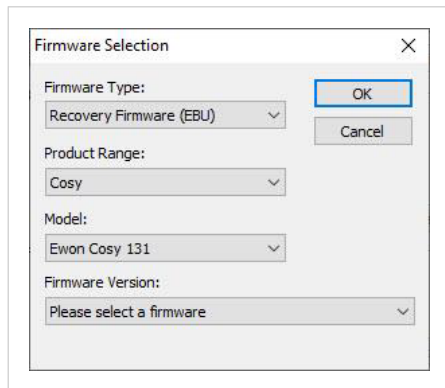 Firmware Selection
Firmware Type:
OK
Recovery Firmware (EBU)
Cancel
Product Range:
Cosy
Model:
Ewon Cosy 131
Firmware Version:
Please select a firmware